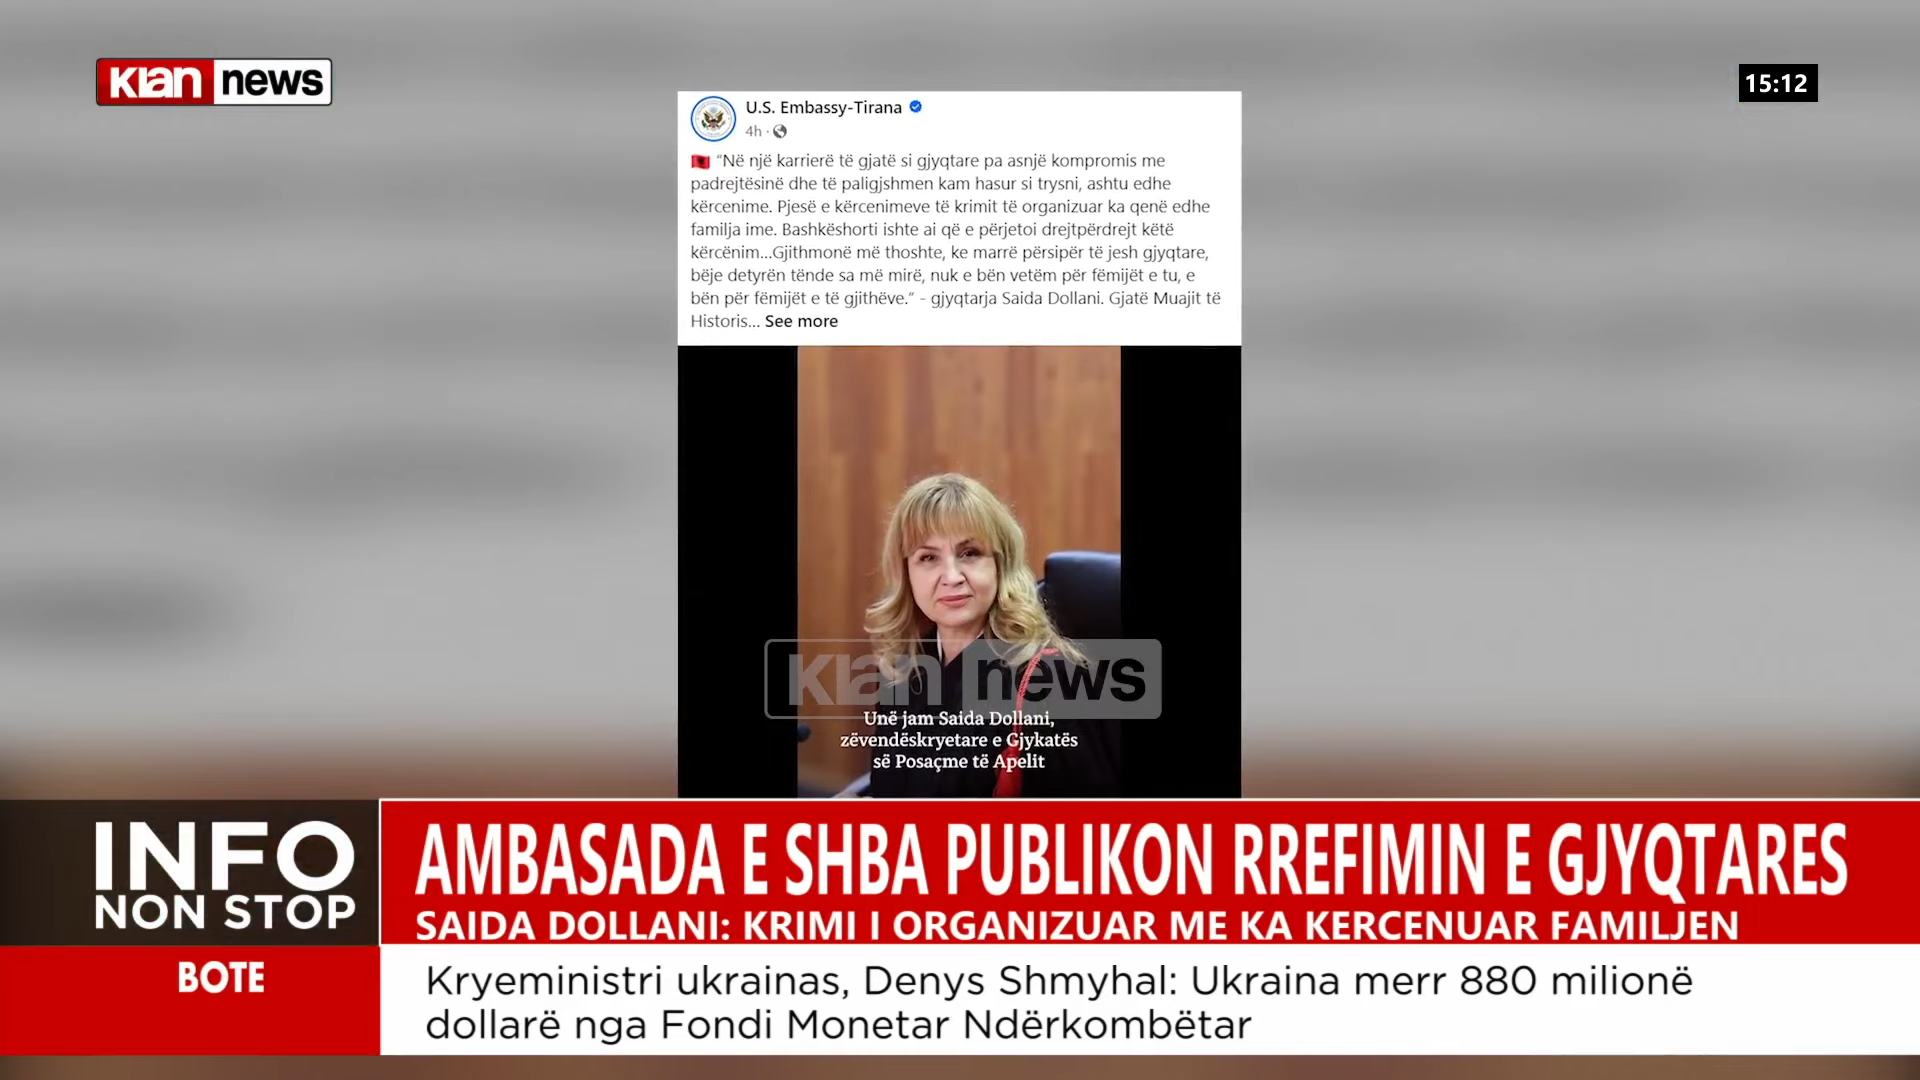 Klan news
15:12
U.S. Embassy-Tirana
4h ·
“Në një karrierë të gjatë si gjyqtare pa asnjë kompromis me
padrejtësinë dhe të paligjshmen kam hasur si trysni, ashtu edhe
kërcenime. Pjesë e kërcenimeve të krimit të organizuar ka qenë edhe
familja ime. Bashkëshorti ishte ai që e përjetoi drejtpërdrejt këtë
kërcënim...Gjithmonë më thoshte, ke marrë përsipër të jesh gjyqtare,
bëje detyrën tënde sa më mirë, nuk e bën vetëm për fëmijët e tu, e
bën për fëmijët e të gjithëve.” - gjyqtarja Saida Dollani. Gjatë Muajit të
Historis... See more
Klan news
Unë jam Saida Dollani,
zëvendëskryetare e Gjykatës
së Posaçme të Apelit
INFO
NON STOP
AMBASADA E SHBA PUBLIKON RREFIMIN E GJYQTARES
SAIDA DOLLANI: KRIMI I ORGANIZUAR ME KA KERCENUAR FAMILJEN
BOTE
Kryeministri ukrainas, Denys Shmyhal: Ukraina merr 880 milionë
dollarë nga Fondi Monetar Ndërkombëtar